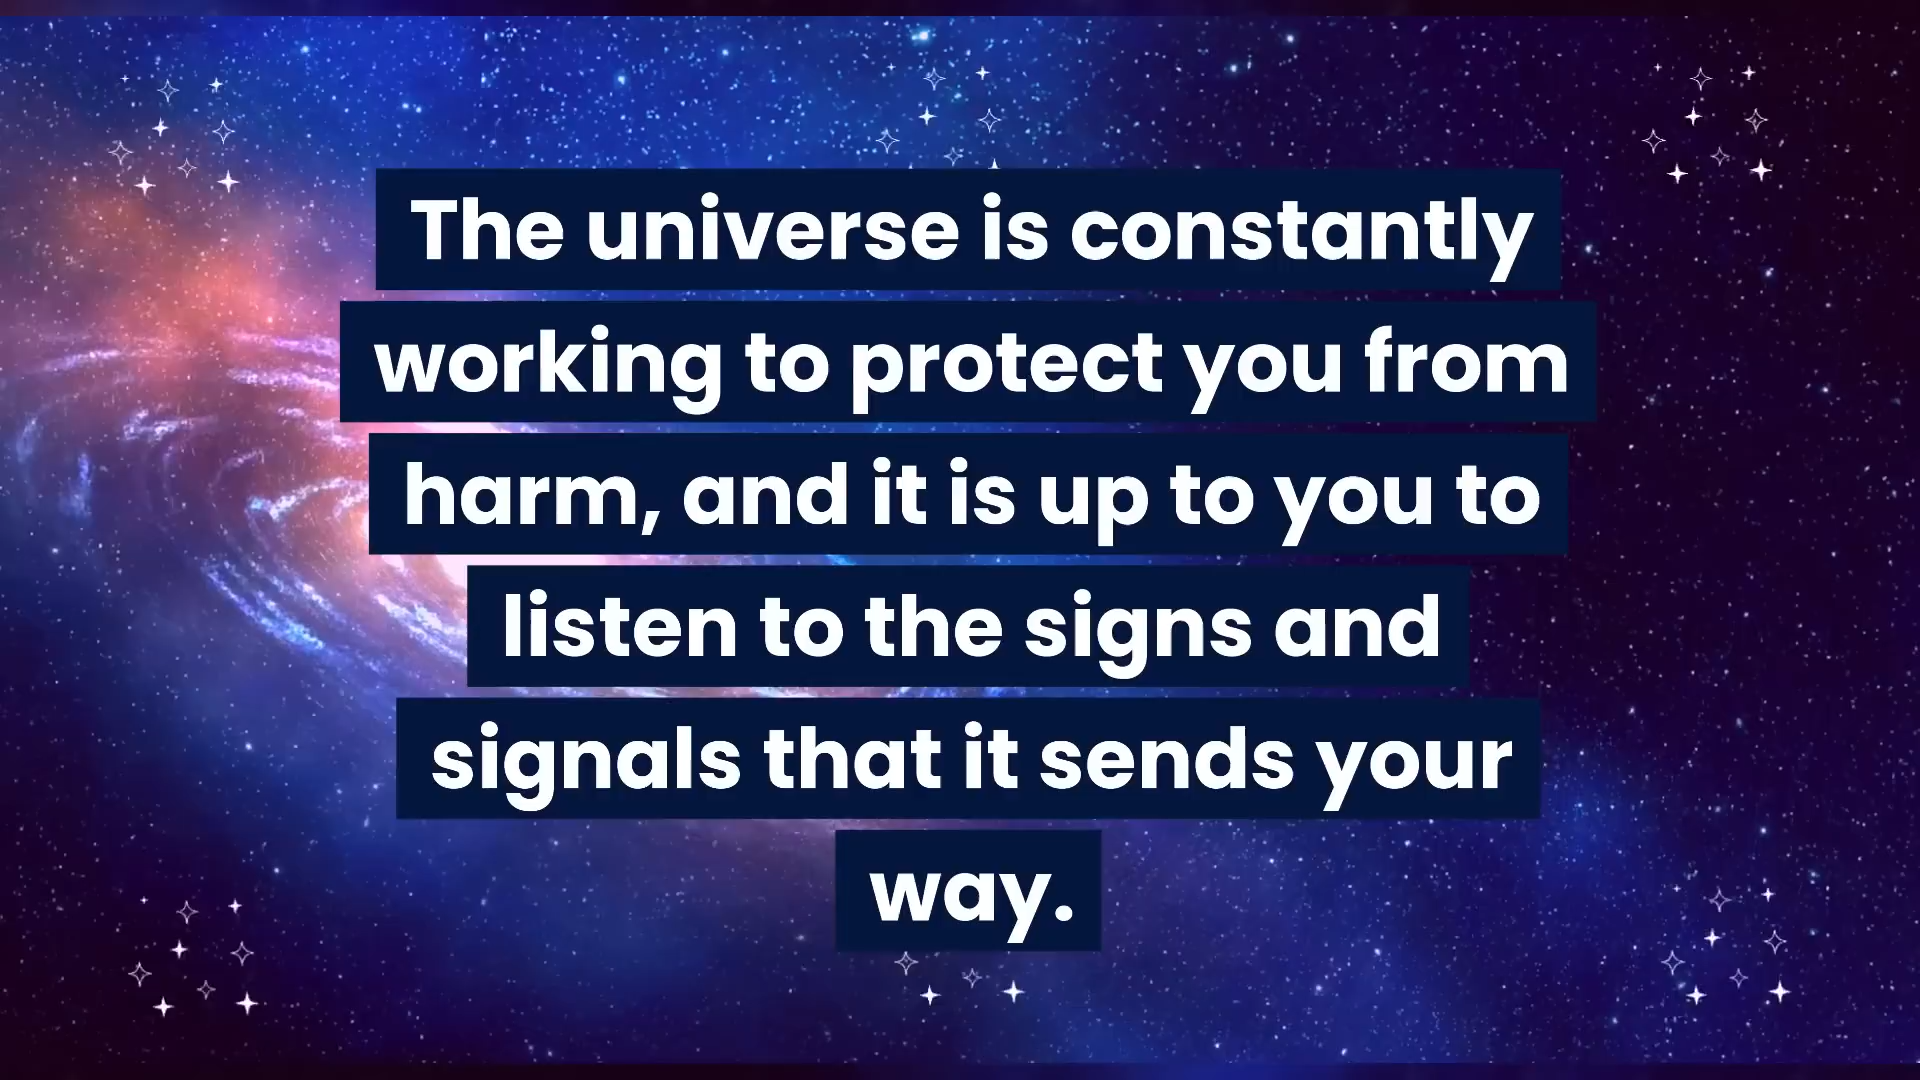 The universe is constantly
working to protect you from
harm, and it is up to you to
listen to the signs and
signals that it sends your
way.